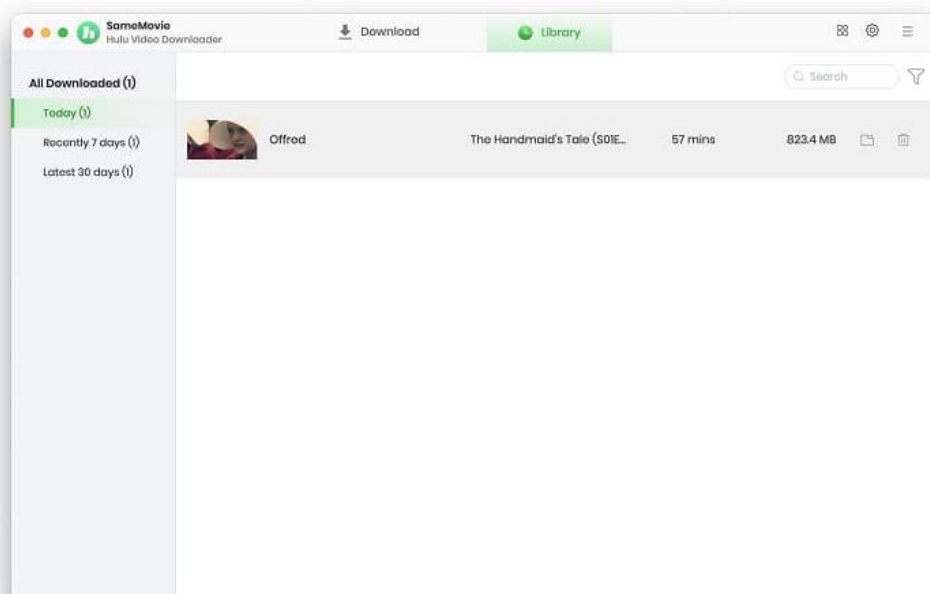 SameMovie
Hulu Video Downloader
Download
Library
Search
All Downloaded (1)
Today (1)
Recently 7 days (1)
Latest 30 days (1)
Offred
The Handmaid's Tale (S01E...
57 mins
823.4 MB